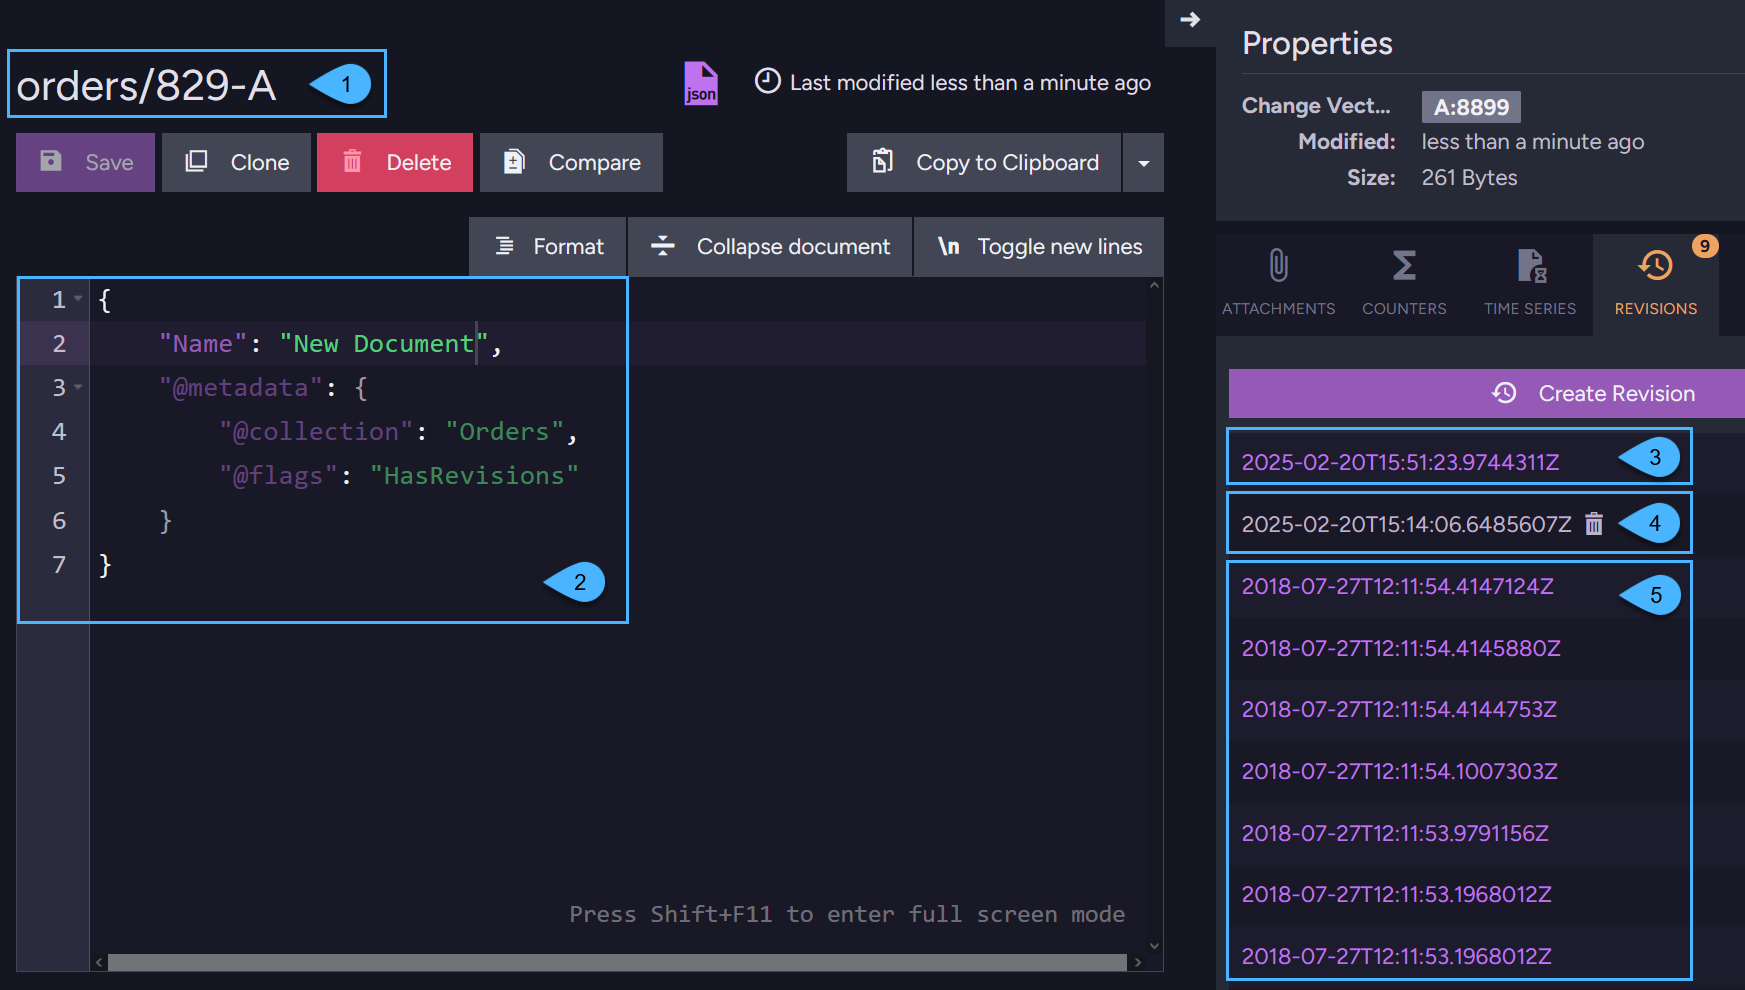 orders/829-A
1
json
Last modified less than a minute ago
Save
Clone
Delete
Compare
Copy to Clipboard
Format
Collapse document
\n Toggle new lines
1 {
2 "Name": "New Document",
3 "@metadata": {
4 "@collection": "Orders",
5 "@flags": "HasRevisions"
6 }
7 }
2
Press Shift+F11 to enter full screen mode
Properties
Change Vect... A:8899
Modified: less than a minute ago
Size: 261 Bytes
ATTACHMENTS
COUNTERS
TIME SERIES
9
REVISIONS
Create Revision
2025-02-20T15:51:23.9744311Z
3
2025-02-20T15:14:06.6485607Z
4
2018-07-27T12:11:54.4147124Z
5
2018-07-27T12:11:54.4145880Z
2018-07-27T12:11:54.4144753Z
2018-07-27T12:11:54.1007303Z
2018-07-27T12:11:53.9791156Z
2018-07-27T12:11:53.1968012Z
2018-07-27T12:11:53.1968012Z